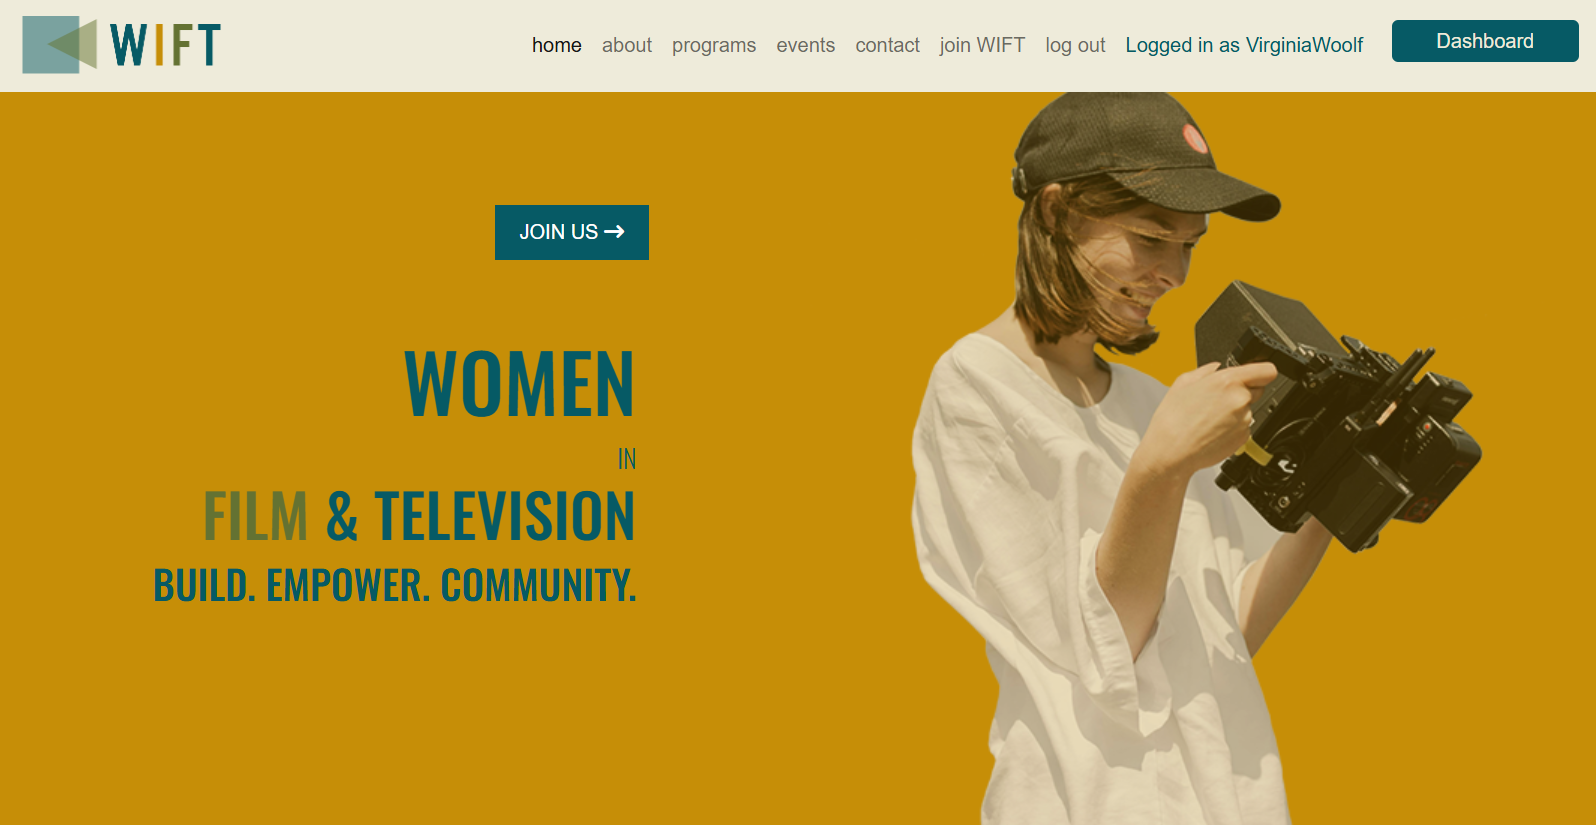 WIFT
home about programs events contact join WIFT log out Logged in as VirginiaWoolf Dashboard
JOIN US →
WOMEN
IN
FILM & TELEVISION
BUILD. EMPOWER. COMMUNITY.